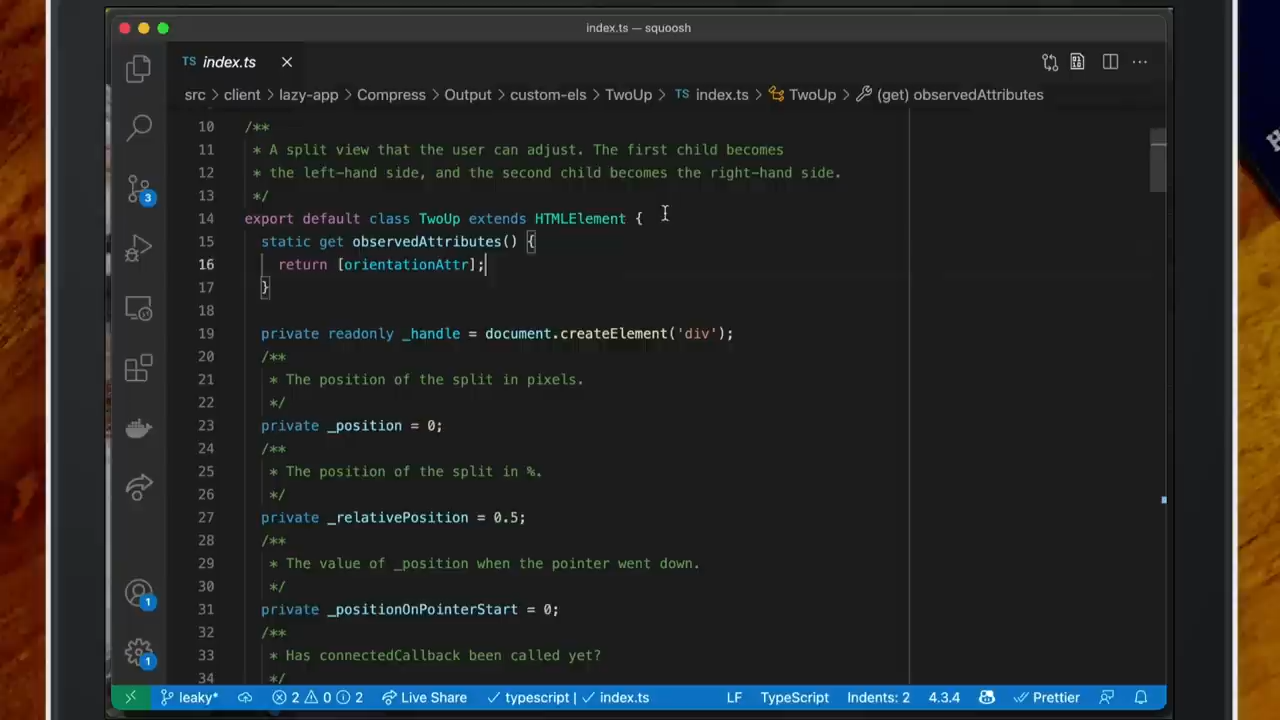 index.ts — squoosh
TS index.ts
src > client > lazy-app > Compress > Output > custom-els > TwoUp > TS index.ts > TwoUp > (get) observedAttributes
10 /**
11 * A split view that the user can adjust. The first child becomes
12 * the left-hand side, and the second child becomes the right-hand side.
13 */
14 export default class TwoUp extends HTMLElement {
15 static get observedAttributes() {
16 return [orientationAttr];
17 }
18
19 private readonly _handle = document.createElement('div');
20 /**
21 * The position of the split in pixels.
22 */
23 private _position = 0;
24 /**
25 * The position of the split in %.
26 */
27 private _relativePosition = 0.5;
28 /**
29 * The value of _position when the pointer went down.
30 */
31 private _positionOnPointerStart = 0;
32 /**
33 * Has connectedCallback been called yet?
34 */
3
1
1
leaky* 2 0 2 Live Share typescript | index.ts LF TypeScript Indents: 2 4.3.4 Prettier